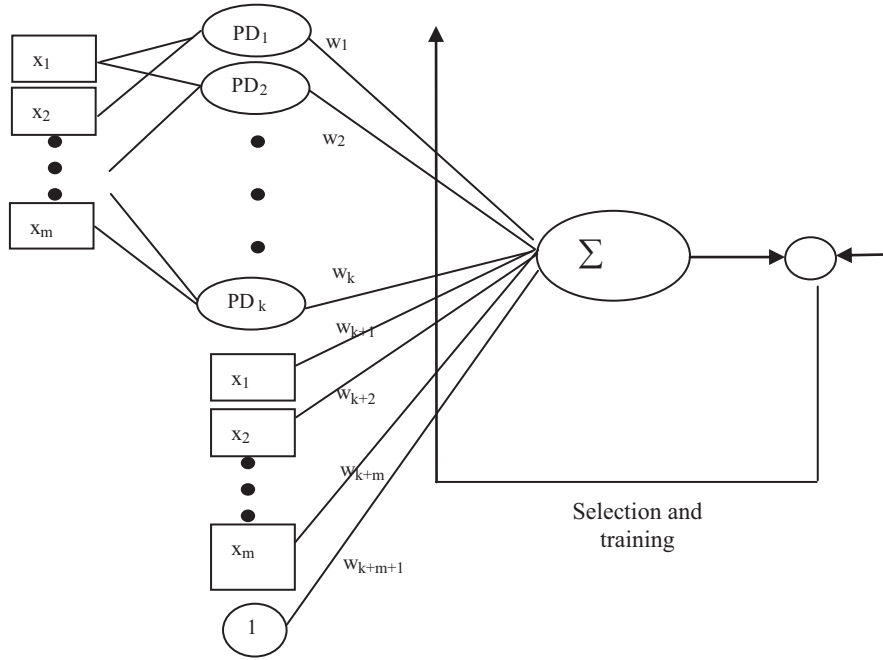 x₁
x₂
xₘ
PD₁
PD₂
PD ₖ
w₁
w₂
wₖ
wₖ₊₁
wₖ₊₂
wₖ₊ₘ
wₖ₊ₘ₊₁
x₁
x₂
xₘ
1
Σ
Selection and
training